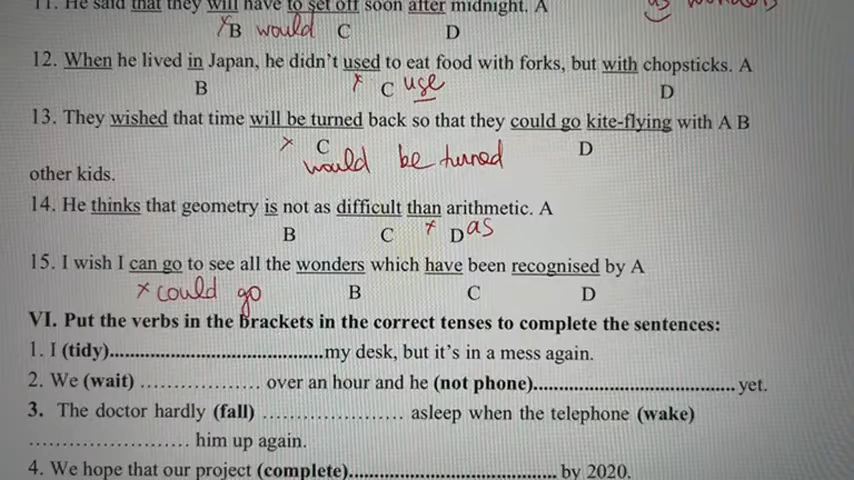 11. He said that they will have to set off soon after midnight. A
as wonders
×B would C D
12. When he lived in Japan, he didn't used to eat food with forks, but with chopsticks. A
B × C use D
13. They wished that time will be turned back so that they could go kite-flying with A B
× C D
would be turned
other kids.
14. He thinks that geometry is not as difficult than arithmetic. A
B C × D as
15. I wish I can go to see all the wonders which have been recognised by A
× could go B C D
VI. Put the verbs in the brackets in the correct tenses to complete the sentences:
1. I (tidy)........................................my desk, but it's in a mess again.
2. We (wait) .................... over an hour and he (not phone)...................................... yet.
3. The doctor hardly (fall) ........................ asleep when the telephone (wake)
........................... him up again.
4. We hope that our project (complete)....................................... by 2020.